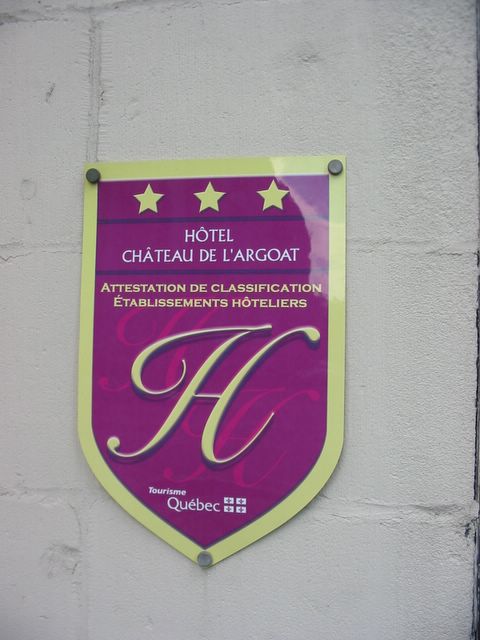 HÔTEL
CHÂTEAU DE L'ARGOAT
ATTESTATION DE CLASSIFICATION
ÉTABLISSEMENTS HÔTELIERS
H
Tourisme
Québec